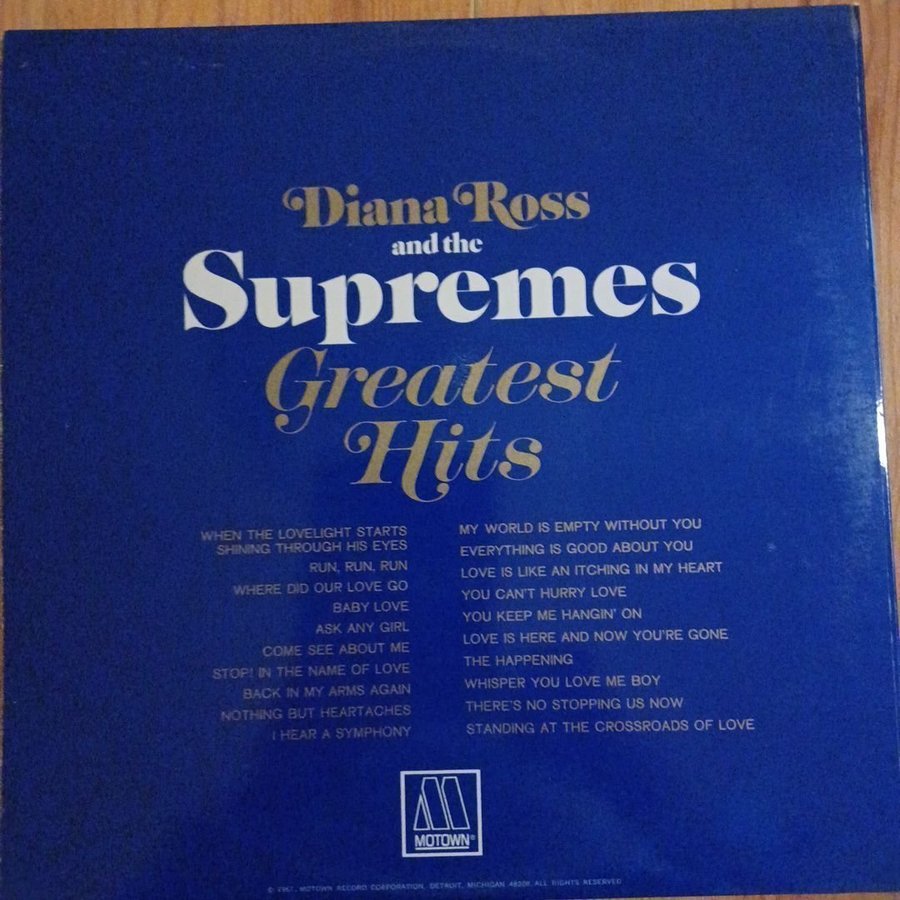 Diana Ross
and the
Supremes
Greatest
Hits
WHEN THE LOVELIGHT STARTS
SHINING THROUGH HIS EYES
RUN, RUN, RUN
WHERE DID OUR LOVE GO
BABY LOVE
ASK ANY GIRL
COME SEE ABOUT ME
STOP! IN THE NAME OF LOVE
BACK IN MY ARMS AGAIN
NOTHING BUT HEARTACHES
I HEAR A SYMPHONY
MY WORLD IS EMPTY WITHOUT YOU
EVERYTHING IS GOOD ABOUT YOU
LOVE IS LIKE AN ITCHING IN MY HEART
YOU CAN'T HURRY LOVE
YOU KEEP ME HANGIN' ON
LOVE IS HERE AND NOW YOU'RE GONE
THE HAPPENING
WHISPER YOU LOVE ME BOY
THERE'S NO STOPPING US NOW
STANDING AT THE CROSSROADS OF LOVE
MOTOWN®
© MOTOWN RECORD CORPORATION, DETROIT, MICHIGAN 48208, ALL RIGHTS RESERVED